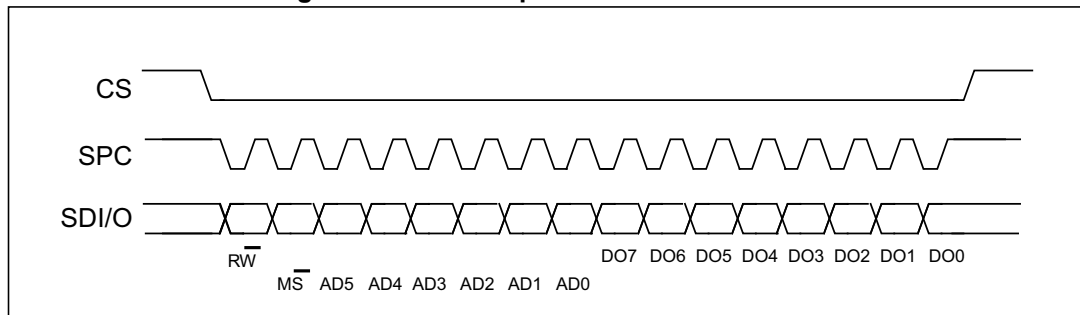 CS
SPC
SDI/O
RW̅ DO7 DO6 DO5 DO4 DO3 DO2 DO1 DO0
MS̅ AD5 AD4 AD3 AD2 AD1 AD0